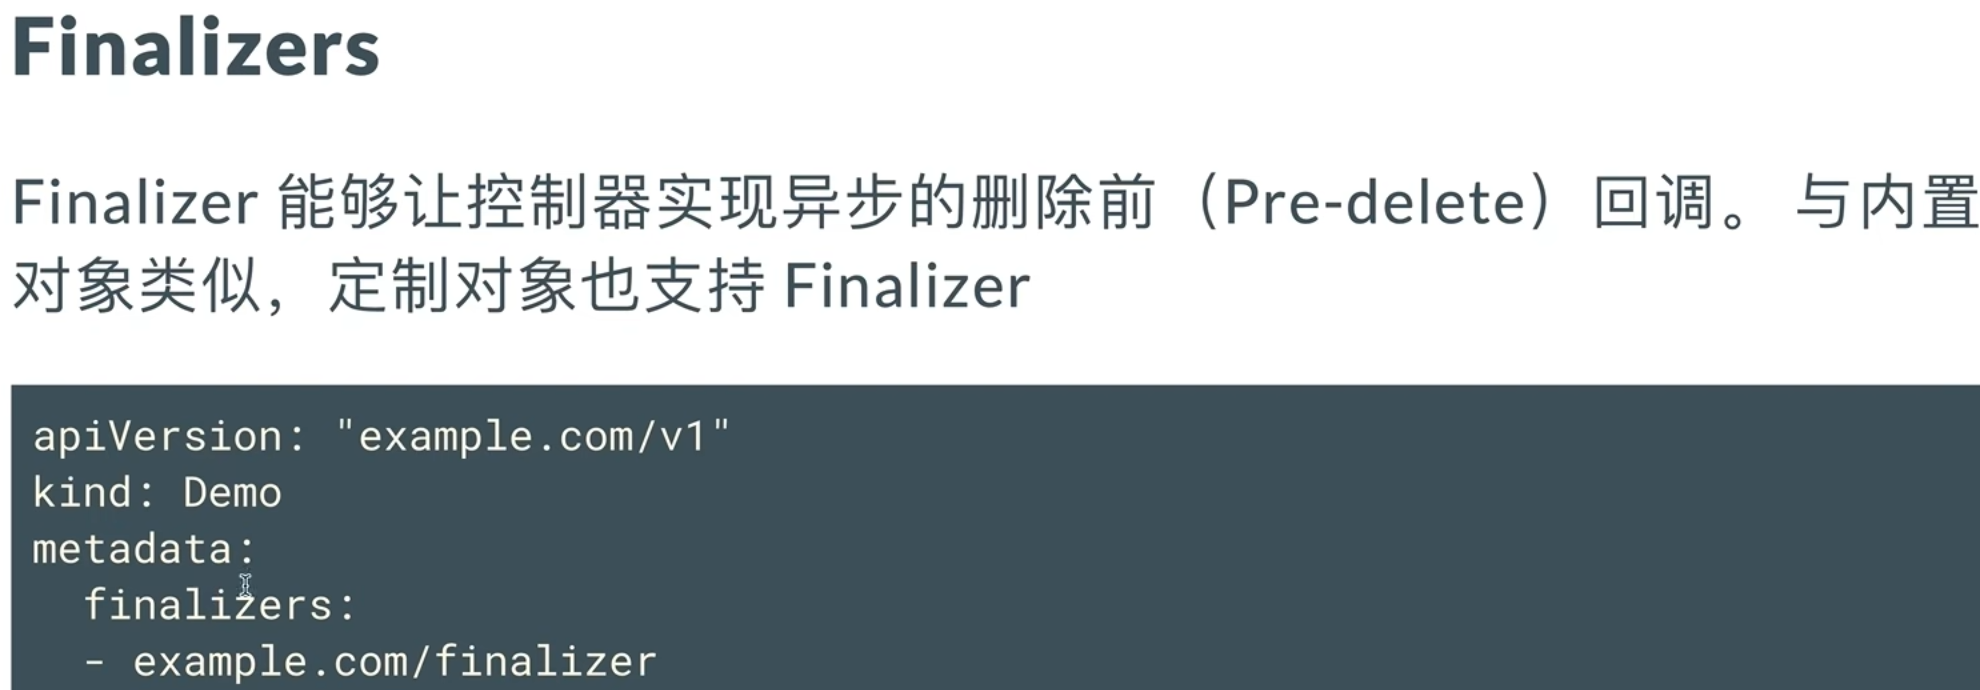 Finalizers
Finalizer 能够让控制器实现异步的删除前（Pre-delete）回调。 与内置
对象类似，定制对象也支持 Finalizer
apiVersion: "example.com/v1"
kind: Demo
metadata:
  finalizers:
  - example.com/finalizer